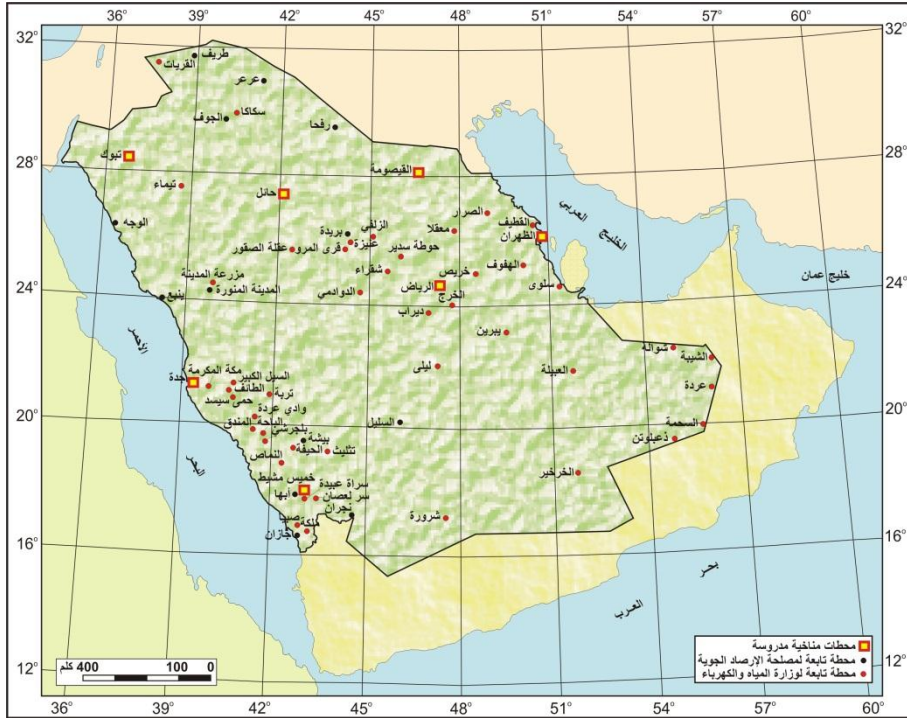 36° 39° 42° 45° 48° 51° 54° 57° 60°
32° 32°
طريف
القريات
عرعر
سكاكا
الجوف
رفحا
28° 28°
تبوك
القيصومة
تيماء
حائل
العربي
الخليج
الصرار
القطيف
الوجه
الزلفي
معقلا
الظهران
بريدة
عنيزة
عقلة الصقور
قرى المرو
حوطة سدير
الهفوف
شقراء
خريص
مزرعة المدينة
الرياض
سلوى
خليج عمان
المدينة المنورة
الدوادمي
الخرج
24° 24°
ينبع
ديراب
الأحمر
يبرين
شوالة
الشيبة
مكة المكرمة
السيل الكبير
ليلى
العبيلة
جدة
الطائف
عردة
تربة
حمى سيسد
وادي عردة
20° 20°
الباحة
المندق
السليل
السحمة
بلجرشي
بيشة
ذعبلوتن
النماص
الحيفة
تثليث
البحر
الخرخير
خميس مشيط
سراة عبيدة
أبها
سر لعصان
نجران
شرورة
صبيا
ملكة
جازان
16° 16°
بحر
العرب
محطات مناخية مدروسة
محطة تابعة لمصلحة الإرصاد الجوية
محطة تابعة لوزارة المياه والكهرباء
0 100 400 كلم
12° 12°
36° 39° 42° 45° 48° 51° 54° 57° 60°